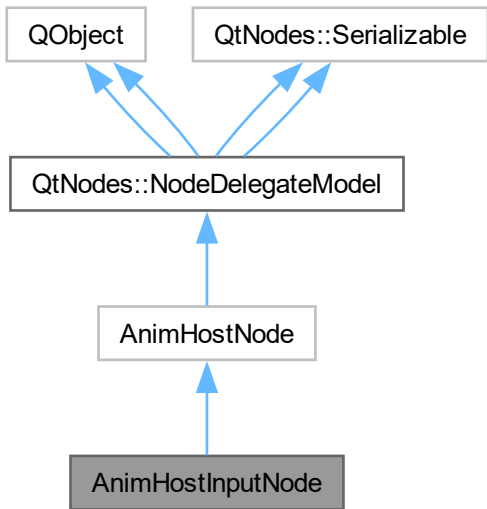 QObject
QtNodes::Serializable
QtNodes::NodeDelegateModel
AnimHostNode
AnimHostInputNode